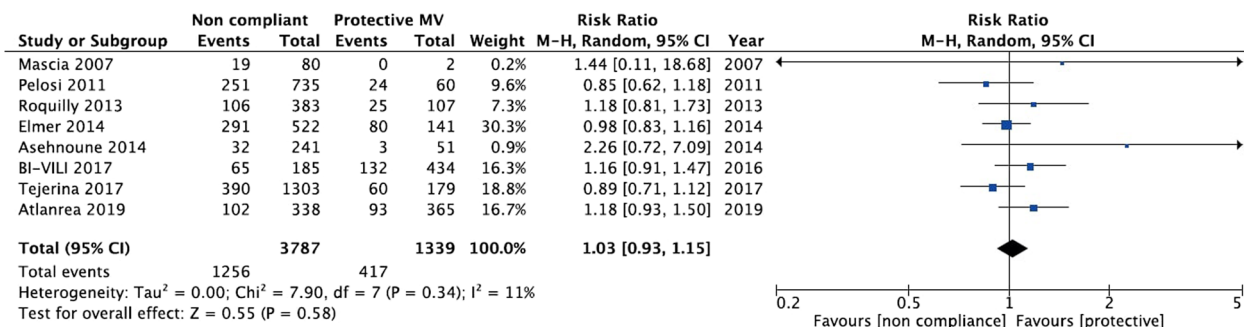 Non compliant Protective MV Risk Ratio Risk Ratio
Study or Subgroup Events Total Events Total Weight M-H, Random, 95% CI Year M-H, Random, 95% CI
Mascia 2007 19 80 0 2 0.2% 1.44 [0.11, 18.68] 2007
Pelosi 2011 251 735 24 60 9.6% 0.85 [0.62, 1.18] 2011
Roquilly 2013 106 383 25 107 7.3% 1.18 [0.81, 1.73] 2013
Elmer 2014 291 522 80 141 30.3% 0.98 [0.83, 1.16] 2014
Asehnoune 2014 32 241 3 51 0.9% 2.26 [0.72, 7.09] 2014
BI-VILI 2017 65 185 132 434 16.3% 1.16 [0.91, 1.47] 2016
Tejerina 2017 390 1303 60 179 18.8% 0.89 [0.71, 1.12] 2017
Atlanrea 2019 102 338 93 365 16.7% 1.18 [0.93, 1.50] 2019
Total (95% CI) 3787 1339 100.0% 1.03 [0.93, 1.15]
Total events 1256 417
Heterogeneity: Tau² = 0.00; Chi² = 7.90, df = 7 (P = 0.34); I² = 11%
Test for overall effect: Z = 0.55 (P = 0.58)
0.2 0.5 1 2 5
Favours [non compliance] Favours [protective]